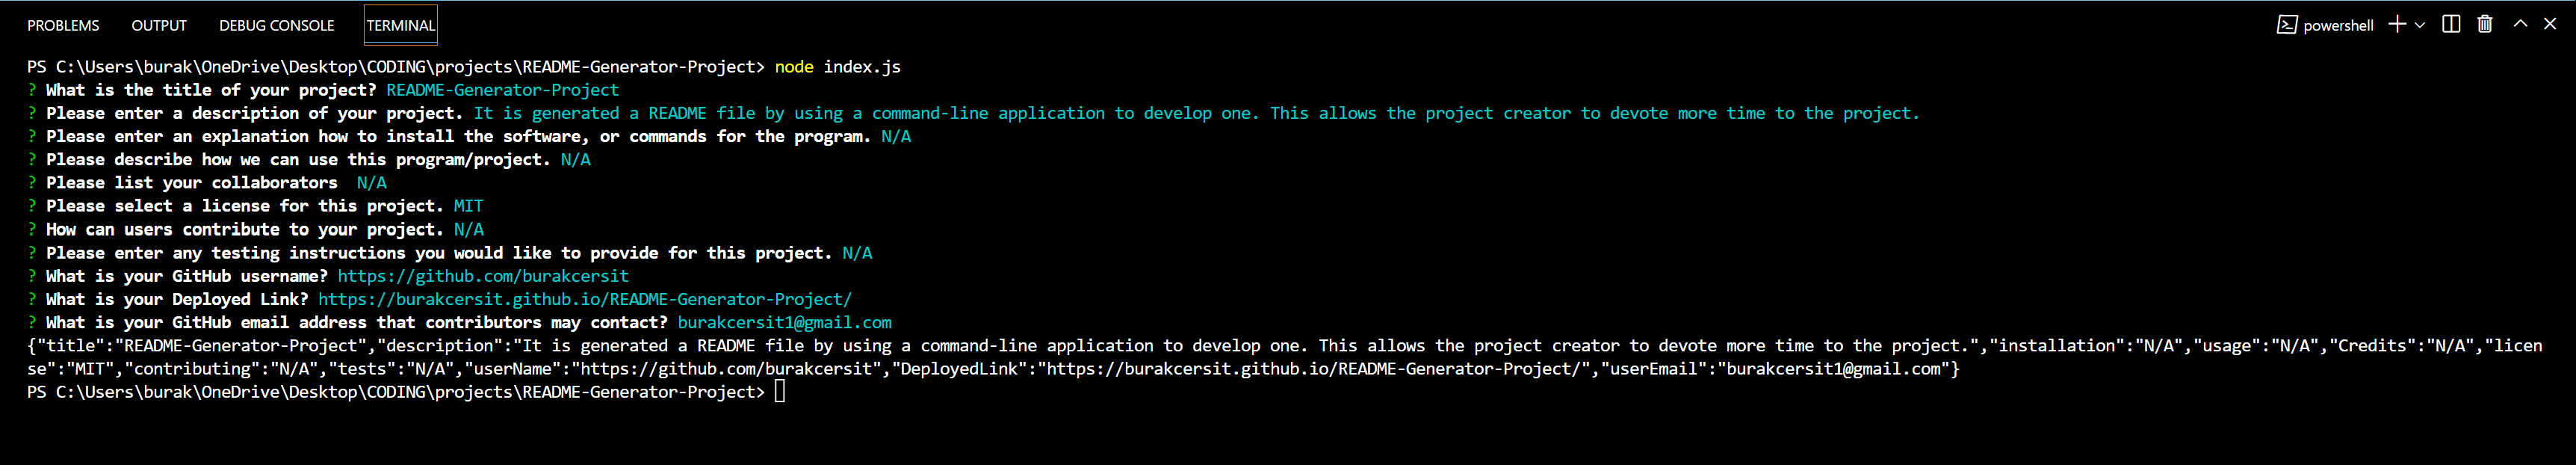 PROBLEMS OUTPUT DEBUG CONSOLE TERMINAL powershell
PS C:\Users\burak\OneDrive\Desktop\CODING\projects\README-Generator-Project> node index.js
? What is the title of your project? README-Generator-Project
? Please enter a description of your project. It is generated a README file by using a command-line application to develop one. This allows the project creator to devote more time to the project.
? Please enter an explanation how to install the software, or commands for the program. N/A
? Please describe how we can use this program/project. N/A
? Please list your collaborators  N/A
? Please select a license for this project. MIT
? How can users contribute to your project. N/A
? Please enter any testing instructions you would like to provide for this project. N/A
? What is your GitHub username? https://github.com/burakcersit
? What is your Deployed Link? https://burakcersit.github.io/README-Generator-Project/
? What is your GitHub email address that contributors may contact? burakcersit1@gmail.com
{"title":"README-Generator-Project","description":"It is generated a README file by using a command-line application to develop one. This allows the project creator to devote more time to the project.","installation":"N/A","usage":"N/A","Credits":"N/A","licen
se":"MIT","contributing":"N/A","tests":"N/A","userName":"https://github.com/burakcersit","DeployedLink":"https://burakcersit.github.io/README-Generator-Project/","userEmail":"burakcersit1@gmail.com"}
PS C:\Users\burak\OneDrive\Desktop\CODING\projects\README-Generator-Project>